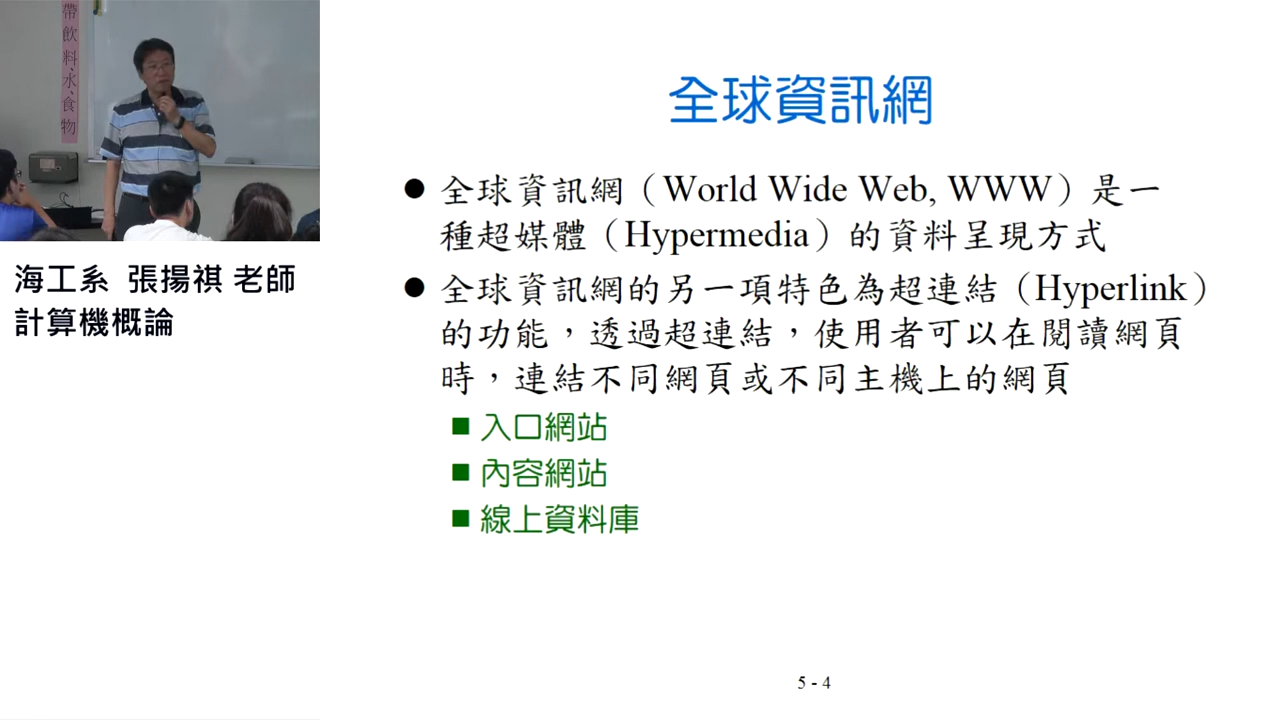 帶飲料、水、食物
海工系 張揚祺 老師
計算機概論
全球資訊網
● 全球資訊網（World Wide Web, WWW）是一
種超媒體（Hypermedia）的資料呈現方式
● 全球資訊網的另一項特色為超連結（Hyperlink）
的功能，透過超連結，使用者可以在閱讀網頁
時，連結不同網頁或不同主機上的網頁
■ 入口網站
■ 內容網站
■ 線上資料庫
5 - 4